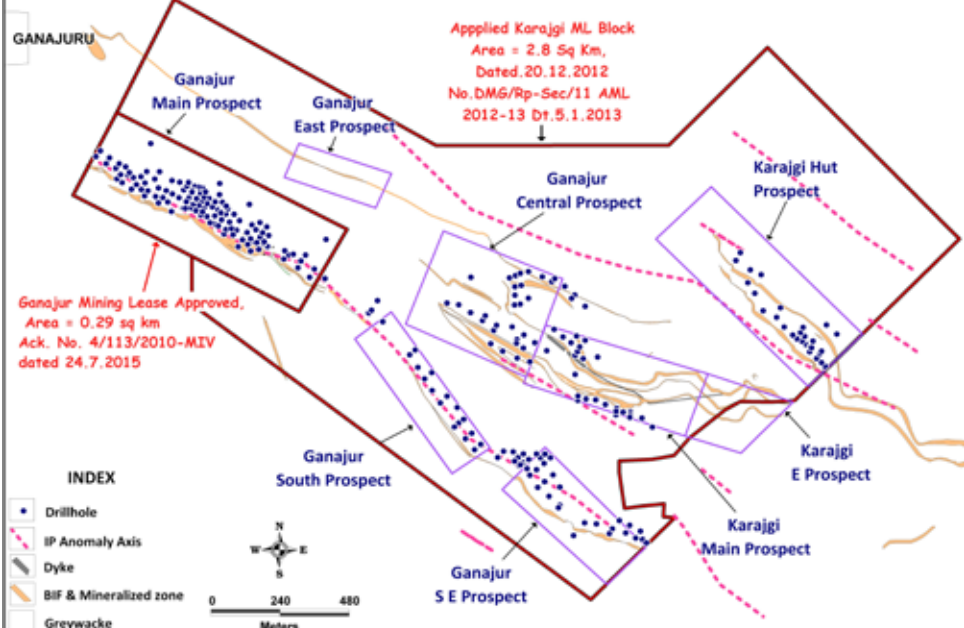 GANAJURU
Ganajur
Main Prospect
Ganajur
East Prospect
Appplied Karajgi ML Block
Area = 2.8 Sq Km,
Dated.20.12.2012
No.DMG/Rp-Sec/11 AML
2012-13 Dt.5.1.2013
Ganajur
Central Prospect
Karajgi Hut
Prospect
Ganajur Mining Lease Approved,
Area = 0.29 sq km
Ack. No. 4/113/2010-MIV
dated 24.7.2015
Ganajur
South Prospect
Karajgi
E Prospect
Karajgi
Main Prospect
Ganajur
S E Prospect
INDEX
Drillhole
IP Anomaly Axis
Dyke
BIF & Mineralized zone
Greywacke
N
W E
S
0 240 480
Meters